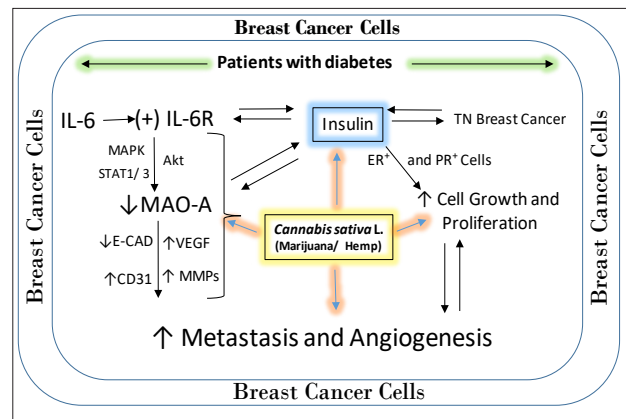 Breast Cancer Cells
Patients with diabetes
Breast Cancer Cells
IL-6 (+) IL-6R
Insulin
TN Breast Cancer
MAPK
Akt
STAT1/ 3
ER⁺ and PR⁺ Cells
↓MAO-A
↑ Cell Growth and
Proliferation
Cannabis sativa L.
(Marijuana/ Hemp)
↓E-CAD
↑VEGF
↑CD31
↑ MMPs
↑ Metastasis and Angiogenesis
Breast Cancer Cells
Breast Cancer Cells